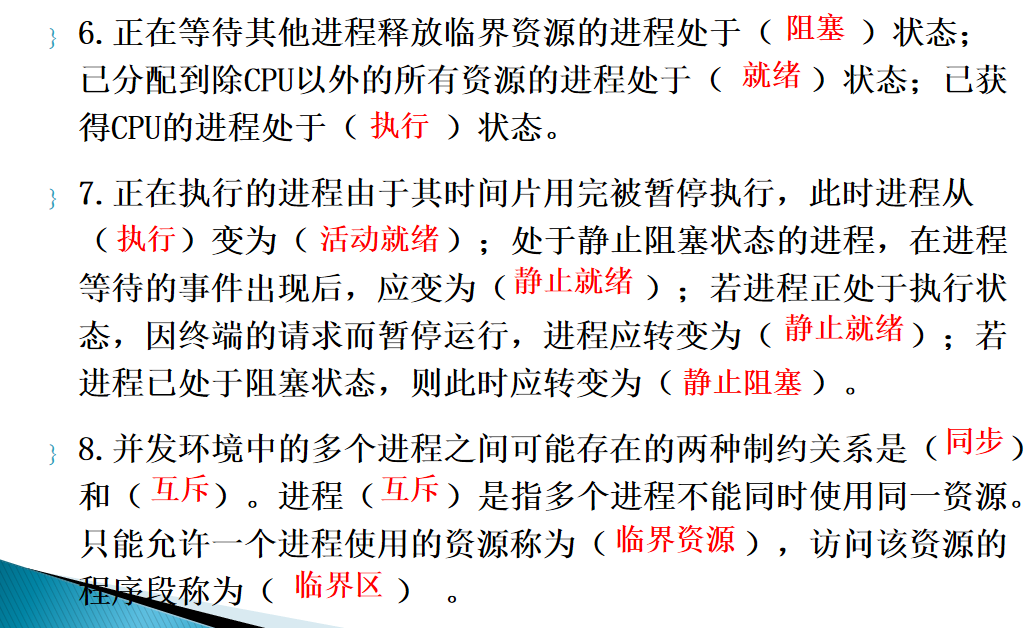 6.正在等待其他进程释放临界资源的进程处于（ 阻塞 ）状态；
已分配到除CPU以外的所有资源的进程处于（ 就绪 ）状态；已获
得CPU的进程处于（ 执行 ）状态。
7.正在执行的进程由于其时间片用完被暂停执行，此时进程从
（执行）变为（ 活动就绪 ）；处于静止阻塞状态的进程，在进程
等待的事件出现后，应变为（静止就绪 ）；若进程正处于执行状
态，因终端的请求而暂停运行，进程应转变为（ 静止就绪 ）；若
进程已处于阻塞状态，则此时应转变为（ 静止阻塞 ）。
8.并发环境中的多个进程之间可能存在的两种制约关系是（同步）
和（ 互斥 ）。进程（ 互斥 ）是指多个进程不能同时使用同一资源。
只能允许一个进程使用的资源称为（ 临界资源 ），访问该资源的
程序段称为（ 临界区 ） 。